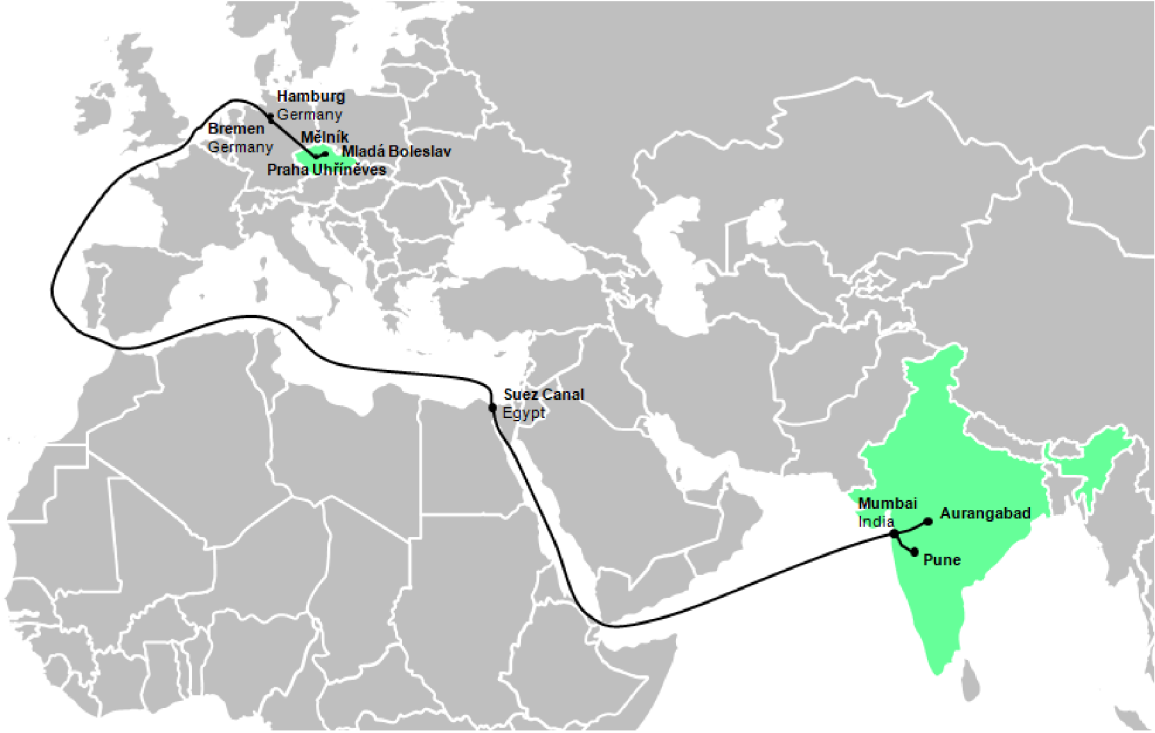 Hamburg
Germany
Bremen
Germany
Mělník
Mladá Boleslav
Praha Uhříněves
Suez Canal
Egypt
Mumbai
India
Aurangabad
Pune